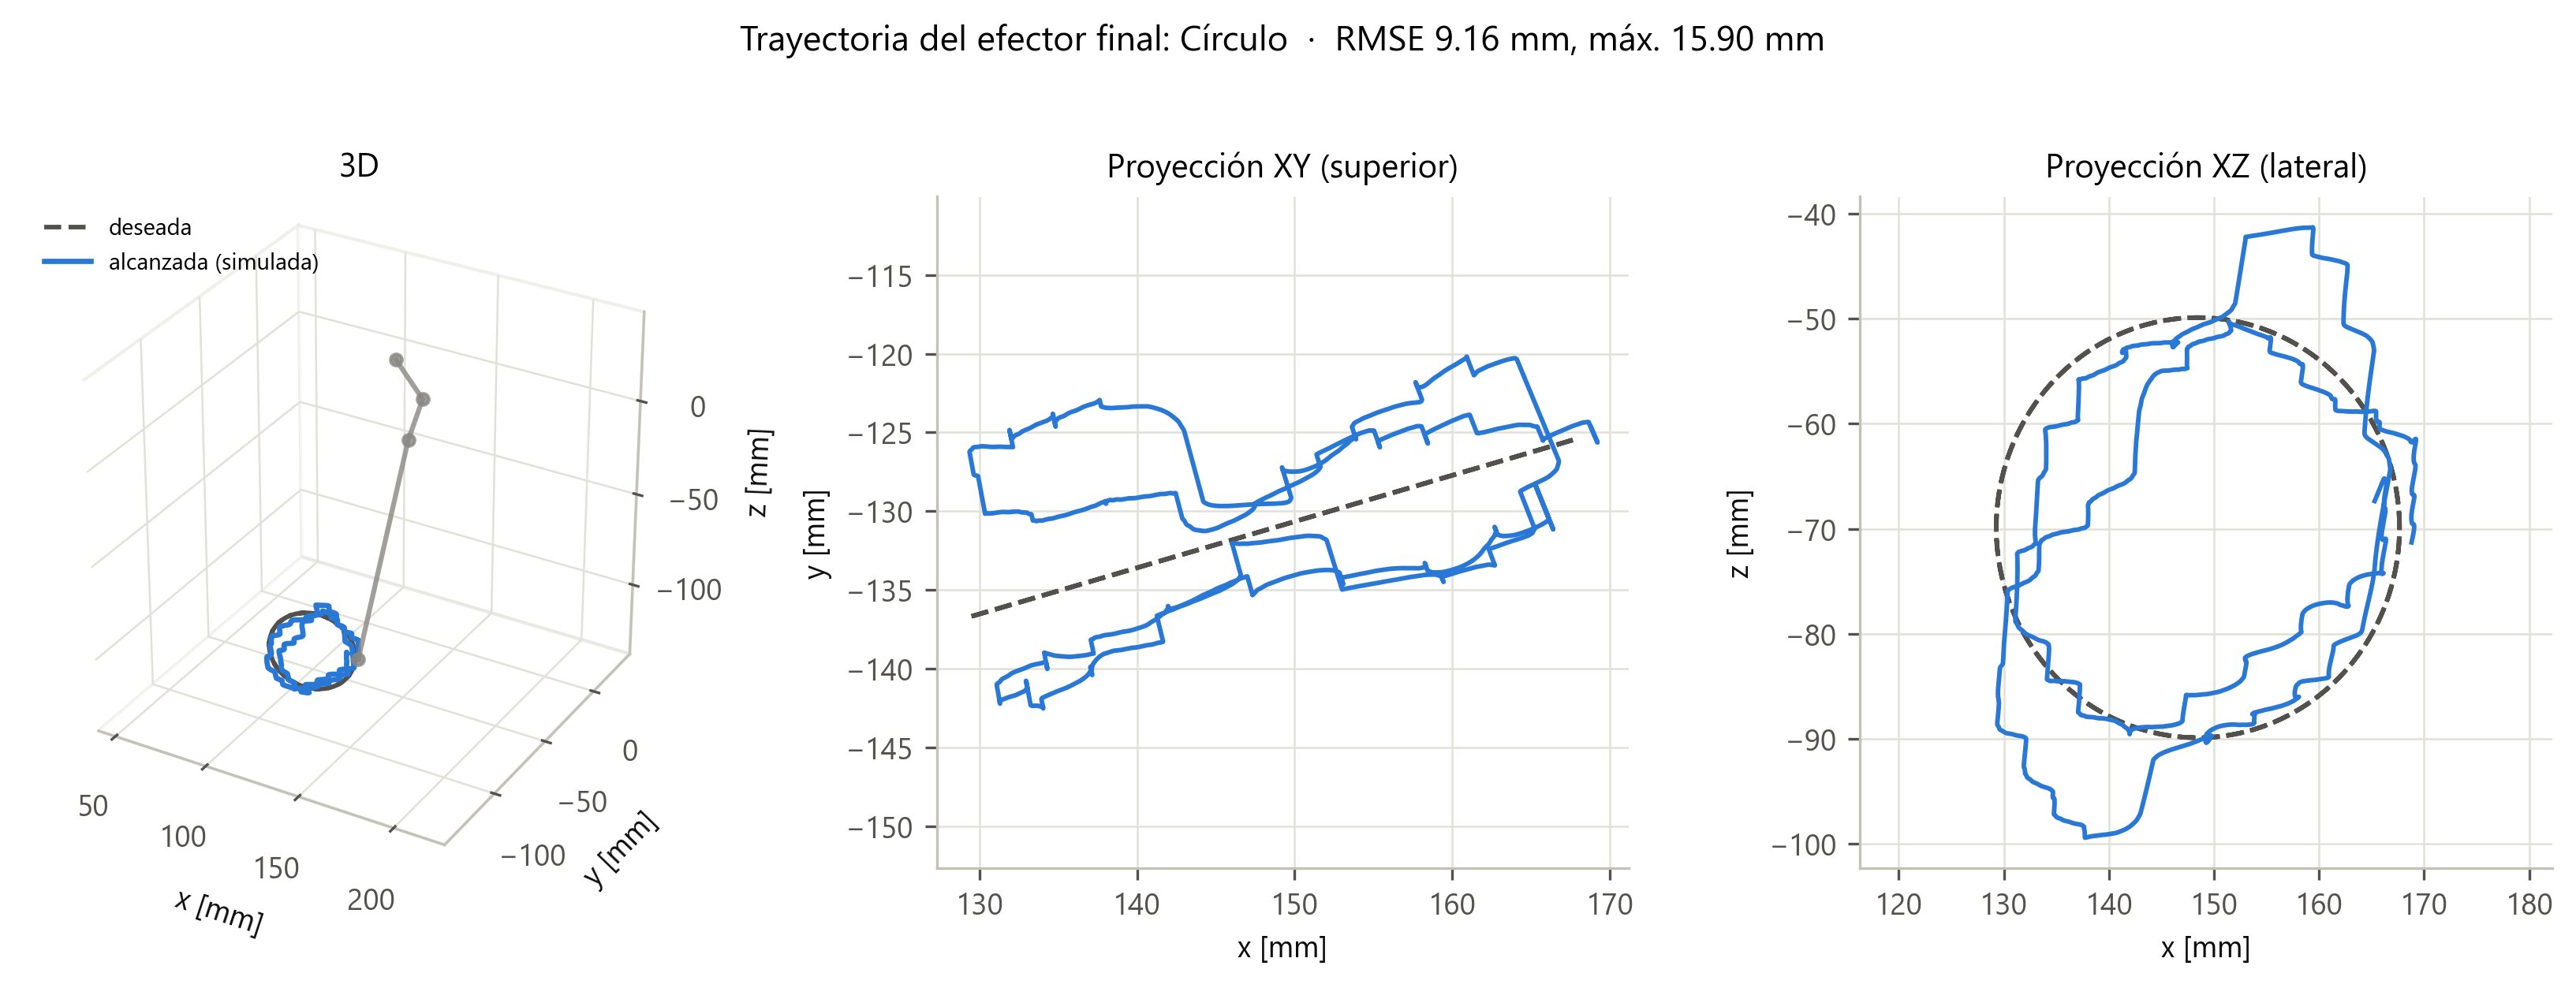 Trayectoria del efector final: Círculo · RMSE 9.16 mm, máx. 15.90 mm
3D
deseada
alcanzada (simulada)
0
−50
−100
z [mm]
0
−50
−100
y [mm]
50
100
150
200
x [mm]
Proyección XY (superior)
−115
−120
−125
−130
−135
−140
−145
−150
y [mm]
130
140
150
160
170
x [mm]
Proyección XZ (lateral)
−40
−50
−60
−70
−80
−90
−100
z [mm]
120
130
140
150
160
170
180
x [mm]